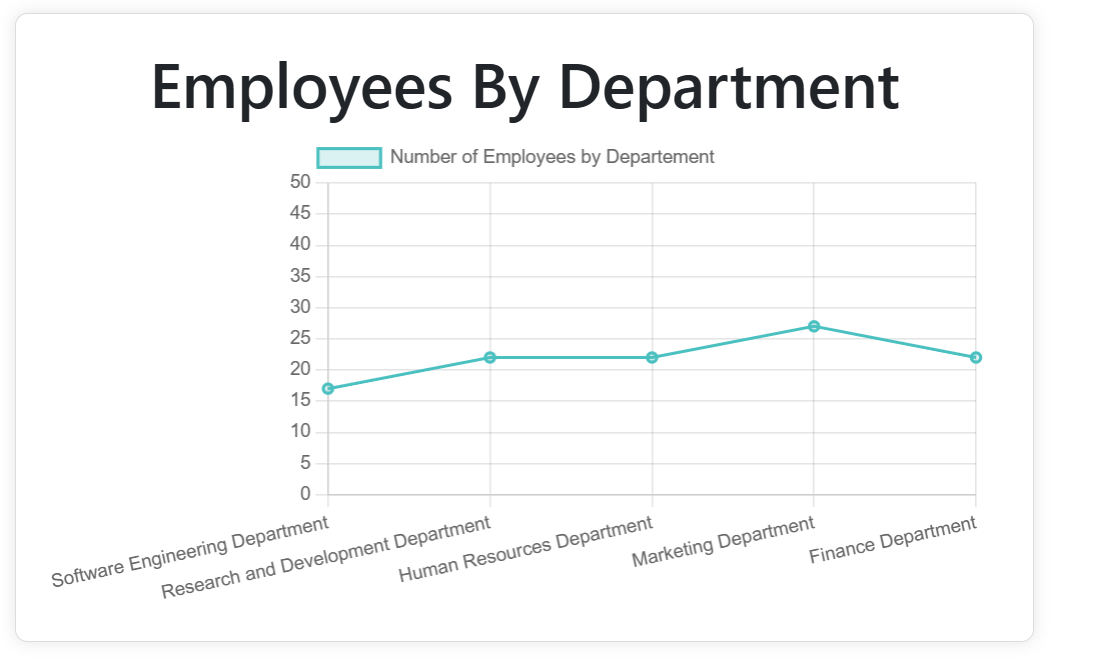 Employees By Department
Number of Employees by Departement
50
45
40
35
30
25
20
15
10
5
0
Software Engineering Department
Research and Development Department
Human Resources Department
Marketing Department
Finance Department